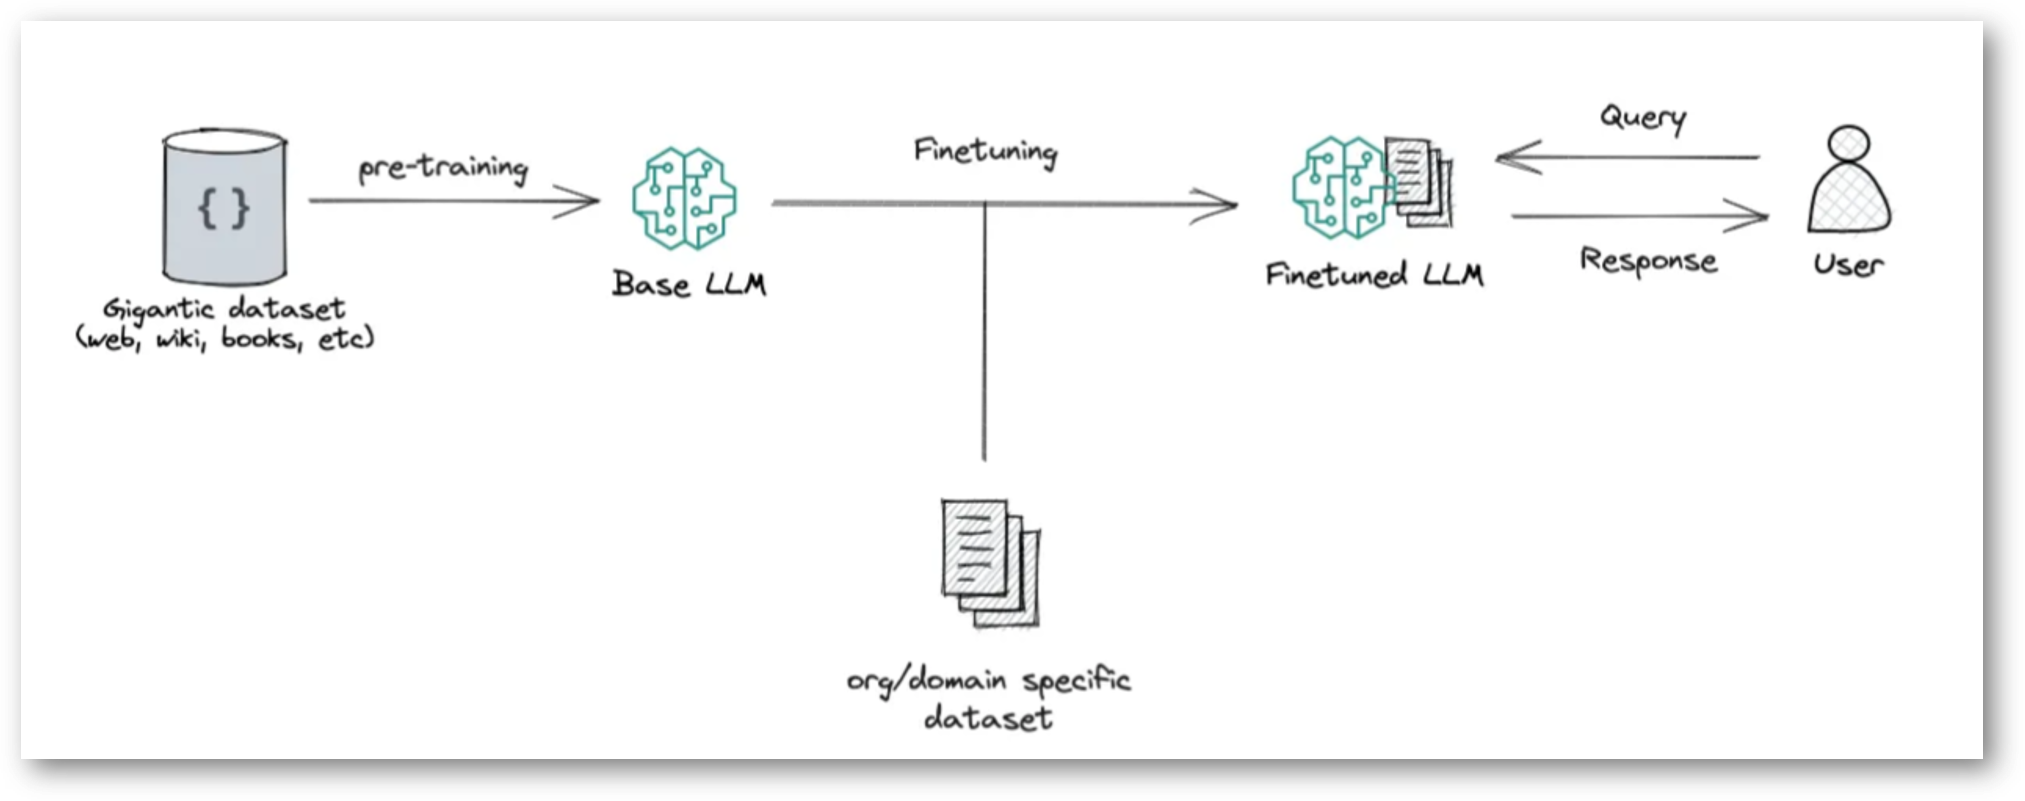 { }
Gigantic dataset
(web, wiki, books, etc)
pre-training
Base LLM
Finetuning
org/domain specific
dataset
Finetuned LLM
Query
Response
User